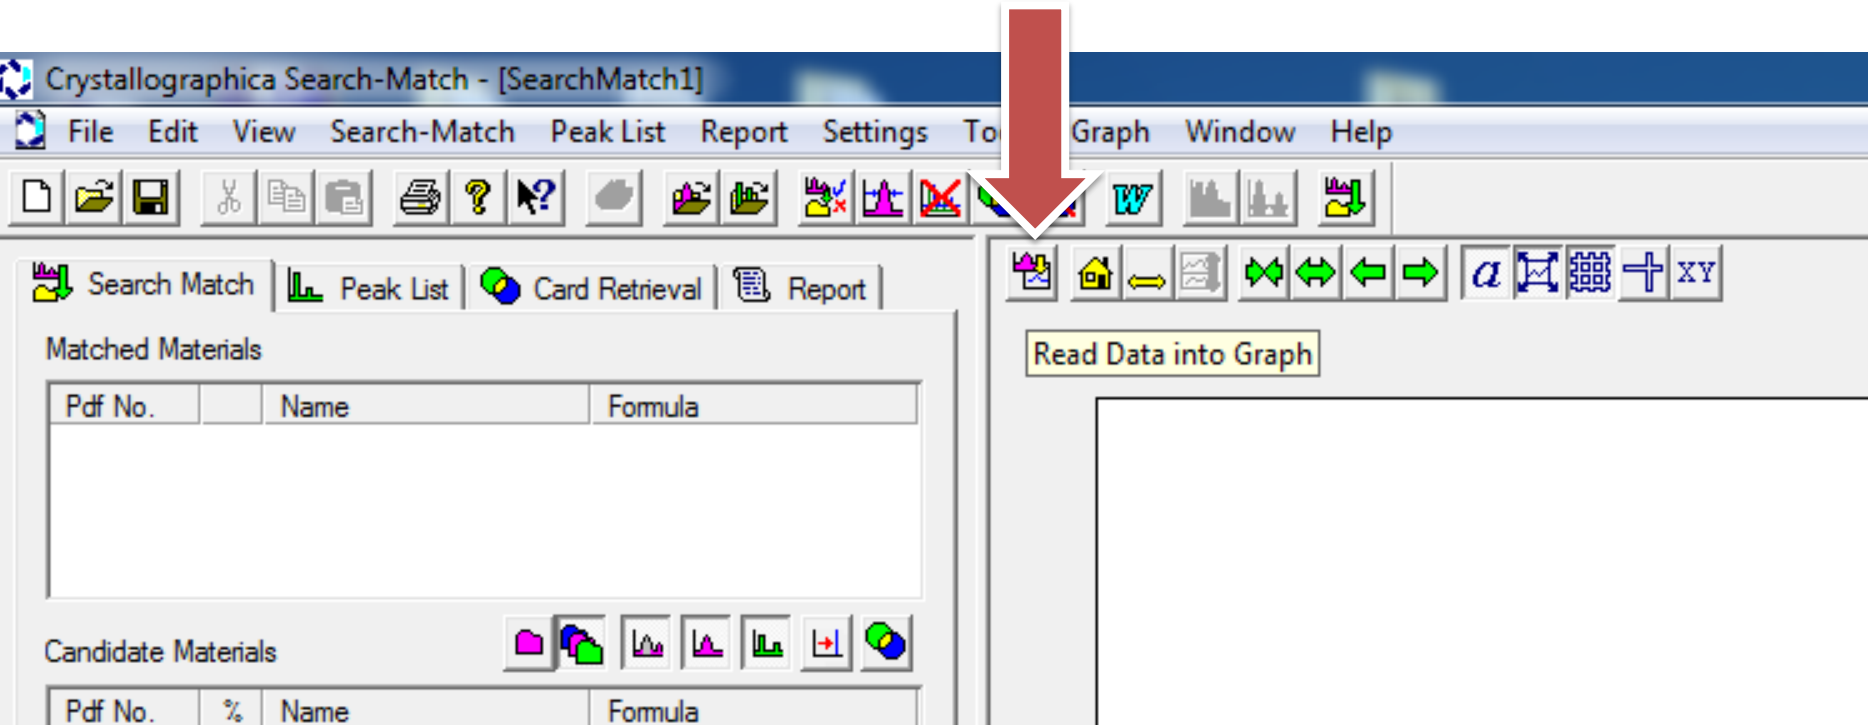 Crystallographica Search-Match - [SearchMatch1]
File Edit View Search-Match Peak List Report Settings Graph Window Help
W
a XY
Search Match Peak List Card Retrieval Report
Read Data into Graph
Matched Materials
Pdf No. Name Formula
Candidate Materials
Pdf No. % Name Formula